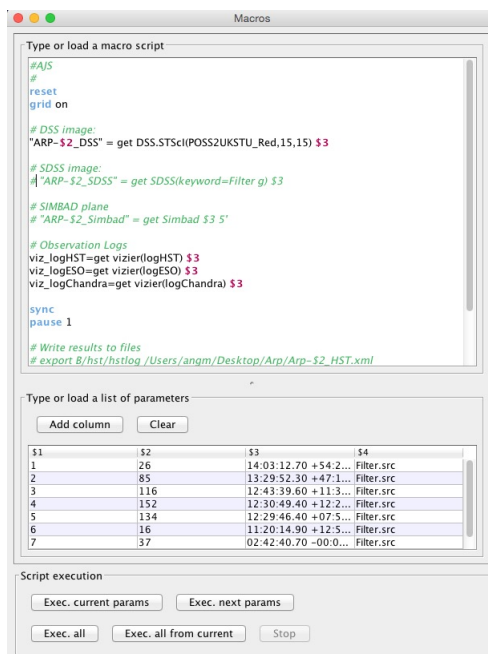 Macros
Type or load a macro script
#AJS
#
reset
grid on
# DSS image:
"ARP-$2_DSS" = get DSS.STScI(POSS2UKSTU_Red,15,15) $3
# SDSS image:
# "ARP-$2_SDSS" = get SDSS(keyword=Filter g) $3
# SIMBAD plane
# "ARP-$2_Simbad" = get Simbad $3 5'
# Observation Logs
viz_logHST=get vizier(logHST) $3
viz_logESO=get vizier(logESO) $3
viz_logChandra=get vizier(logChandra) $3
sync
pause 1
# Write results to files
# export B/hst/hstlog /Users/angm/Desktop/Arp/Arp-$2_HST.xml
Type or load a list of parameters
Add column Clear
$1 $2 $3 $4
1 26 14:03:12.70 +54:2... Filter.src
2 85 13:29:52.30 +47:1... Filter.src
3 116 12:43:39.60 +11:3... Filter.src
4 152 12:30:49.40 +12:2... Filter.src
5 134 12:29:46.40 +07:5... Filter.src
6 16 11:20:14.90 +12:5... Filter.src
7 37 02:42:40.70 -00:0... Filter.src
Script execution
Exec. current params Exec. next params
Exec. all Exec. all from current Stop